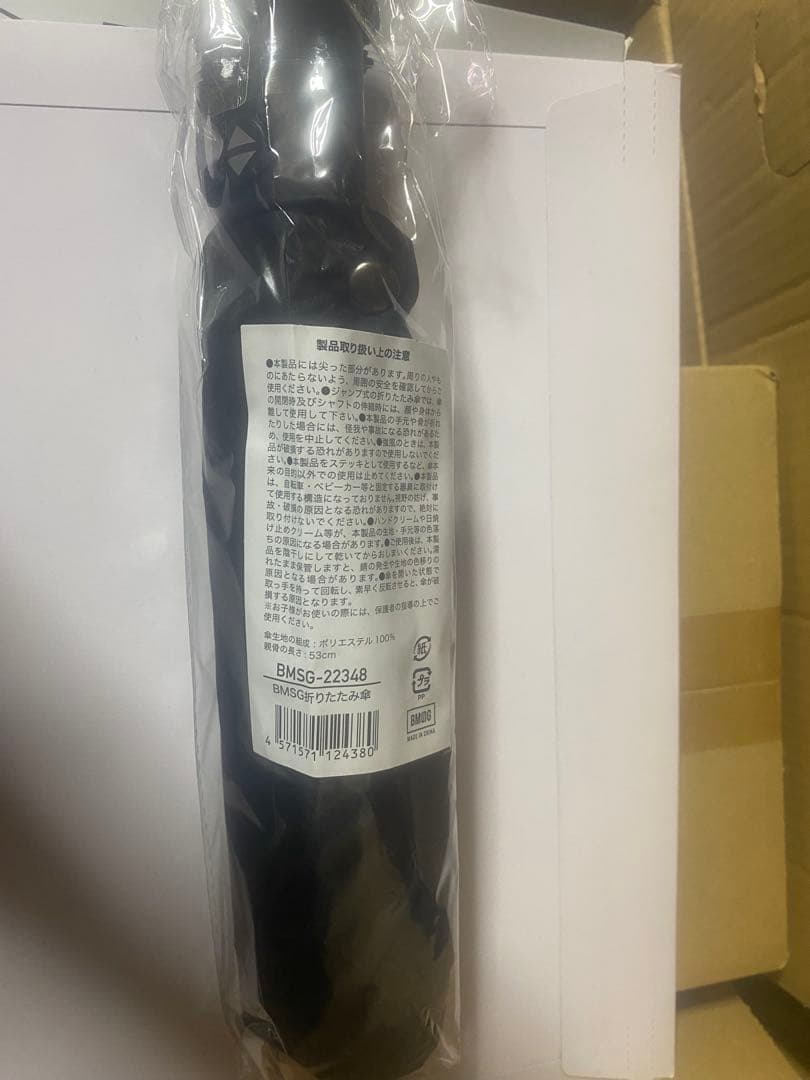 製品取り扱い上の注意
●本製品には尖った部分があります。周りの人やも
のにあたらないよう、周囲の安全を確認してからご
使用ください。●ジャンプ式の折りたたみ傘では、傘
の開閉時及びシャフトの伸縮時には、顔や身体から
離して使用して下さい。●本製品の手元や骨が折れ
たりした場合には、怪我や事故になる恐れがあるた
め、使用を中止してください。●強風のときは、本製
品が破損する恐れがありますので使用しないでくだ
さい。●本製品をステッキとして使用するなど、傘本
来の目的以外での使用は止めてください。●本製品
は、自転車・ベビーカー等と固定する器具に取付け
て使用する構造になっておりません。視野の妨げ、事
故・破損の原因となる恐れがありますので、絶対に
取り付けないでください。●ハンドクリームや日焼
け止めクリーム等が、本製品の生地・手元等の色落
ちの原因になる場合があります。●ご使用後は、本製
品を陰干しにして乾いてからおしまいください。濡
れたまま保管しますと、錆の発生や生地の色移りの
原因となる場合があります。●傘を開いた状態で
取っ手を持って回転し、素早く反転させると、傘が破
損する原因となります。
※お子様がお使いの際には、保護者の指導の上でご
使用ください。
傘生地の組成：ポリエステル100%
親骨の長さ：53cm
紙
プラ
PP
BMSG-22348
BMSG折りたたみ傘
BMSG
MADE IN CHINA
4 571571 124380